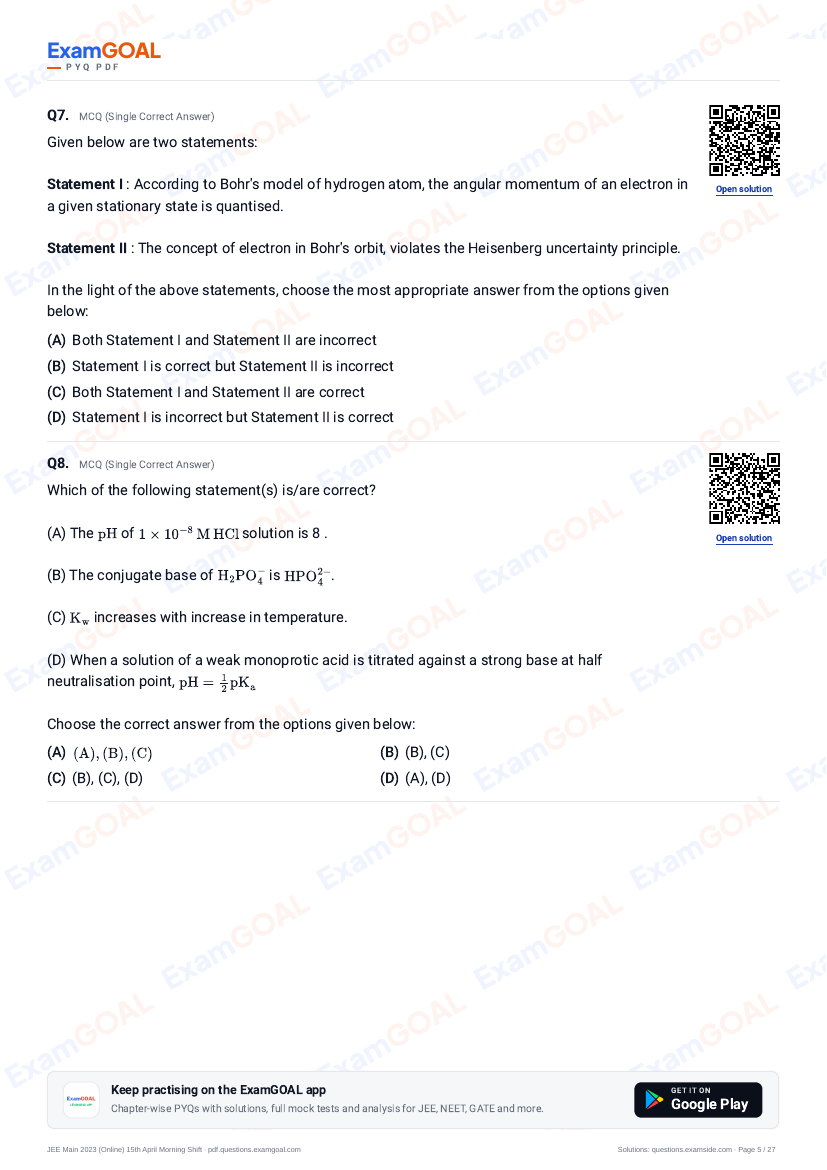 ExamGOAL
PYQ PDF
Q7. MCQ (Single Correct Answer)
Given below are two statements:
Open solution
Statement I : According to Bohr's model of hydrogen atom, the angular momentum of an electron in
a given stationary state is quantised.
Statement II : The concept of electron in Bohr's orbit, violates the Heisenberg uncertainty principle.
In the light of the above statements, choose the most appropriate answer from the options given
below:
(A) Both Statement I and Statement II are incorrect
(B) Statement I is correct but Statement II is incorrect
(C) Both Statement I and Statement II are correct
(D) Statement I is incorrect but Statement II is correct
Q8. MCQ (Single Correct Answer)
Which of the following statement(s) is/are correct?
Open solution
(A) The pH of 1 × 10⁻⁸ M HCl solution is 8 .
(B) The conjugate base of H₂PO₄⁻ is HPO₄²⁻.
(C) K_w increases with increase in temperature.
(D) When a solution of a weak monoprotic acid is titrated against a strong base at half
neutralisation point, pH = ½ pKₐ
Choose the correct answer from the options given below:
(A) (A), (B), (C) (B) (B), (C)
(C) (B), (C), (D) (D) (A), (D)
ExamGOAL
Keep practising on the ExamGOAL app
Chapter-wise PYQs with solutions, full mock tests and analysis for JEE, NEET, GATE and more.
GET IT ON
Google Play
JEE Main 2023 (Online) 15th April Morning Shift · pdf.questions.examgoal.com
Solutions: questions.examside.com · Page 5 / 27